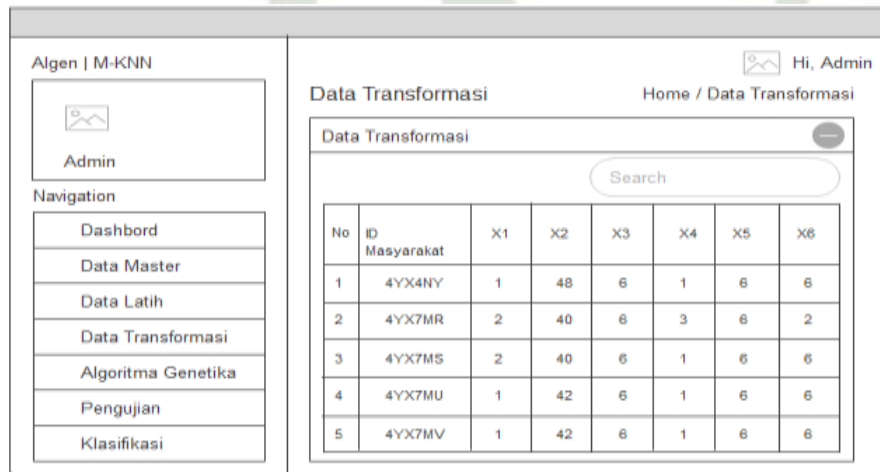 Algen | M-KNN
Admin
Navigation
Dashbord
Data Master
Data Latih
Data Transformasi
Algoritma Genetika
Pengujian
Klasifikasi
Hi, Admin
Data Transformasi
Home / Data Transformasi
Data Transformasi
Search
No ID Masyarakat X1 X2 X3 X4 X5 X6
1 4YX4NY 1 48 6 1 6 6
2 4YX7MR 2 40 6 3 6 2
3 4YX7MS 2 40 6 1 6 6
4 4YX7MU 1 42 6 1 6 6
5 4YX7MV 1 42 6 1 6 6